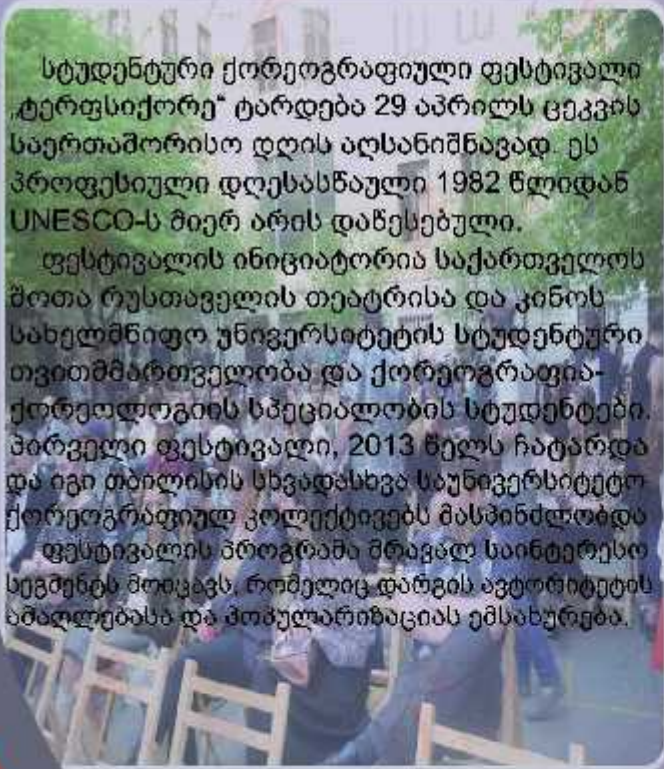 სტუდენტური ქორეოგრაფიული ფესტივალი
„ტერფსიქორე“ ტარდება 29 აპრილს ცეკვის
საერთაშორისო დღის აღსანიშნავად. ეს
პროფესიული დღესასწაული 1982 წლიდან
UNESCO-ს მიერ არის დაწესებული.
ფესტივალის ინიციატორია საქართველოს
შოთა რუსთაველის თეატრისა და კინოს
სახელმწიფო უნივერსიტეტის სტუდენტური
თვითმმართველობა და ქორეოგრაფია-
ქორეოლოგიის სპეციალობის სტუდენტები.
პირველი ფესტივალი, 2013 წელს ჩატარდა
და იგი თბილისის სხვადასხვა საუნივერსიტეტო
ქორეოგრაფიულ კოლექტივებს მასპინძლობდა
ფესტივალის პროგრამა მრავალ საინტერესო
სეგმენტს მოიცავს, რომელიც დარგის ავტორიტეტის
ამაღლებასა და პოპულარიზაციას ემსახურება.